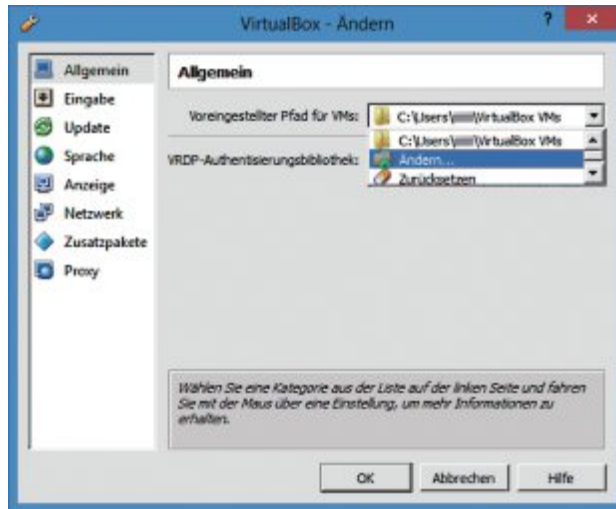 VirtualBox - Ändern
?
Allgemein
Eingabe
Update
Sprache
Anzeige
Netzwerk
Zusatzpakete
Proxy
Allgemein
Voreingestellter Pfad für VMs:
C:\Users\ \VirtualBox VMs
C:\Users\ \VirtualBox VMs
Ändern...
Zurücksetzen
VRDP-Authentisierungsbibliothek:
Wählen Sie eine Kategorie aus der Liste auf der linken Seite und fahren
Sie mit der Maus über eine Einstellung, um mehr Informationen zu
erhalten.
OK
Abbrechen
Hilfe